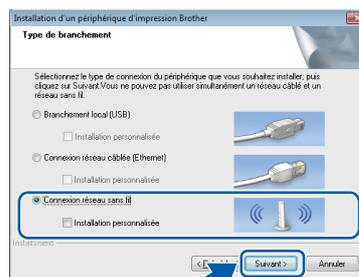 Installation d'un périphérique d'impression Brother
Type de branchement
Sélectionnez le type de connexion du périphérique que vous souhaitez installer, puis
cliquez sur Suivant.Vous ne pouvez pas utiliser simultanément un réseau câblé et un
réseau sans fil.
Branchement local (USB)
Installation personnalisée
Connexion réseau câblée (Ethernet)
Installation personnalisée
Connexion réseau sans fil
Installation personnalisée
Suivant >
Annuler